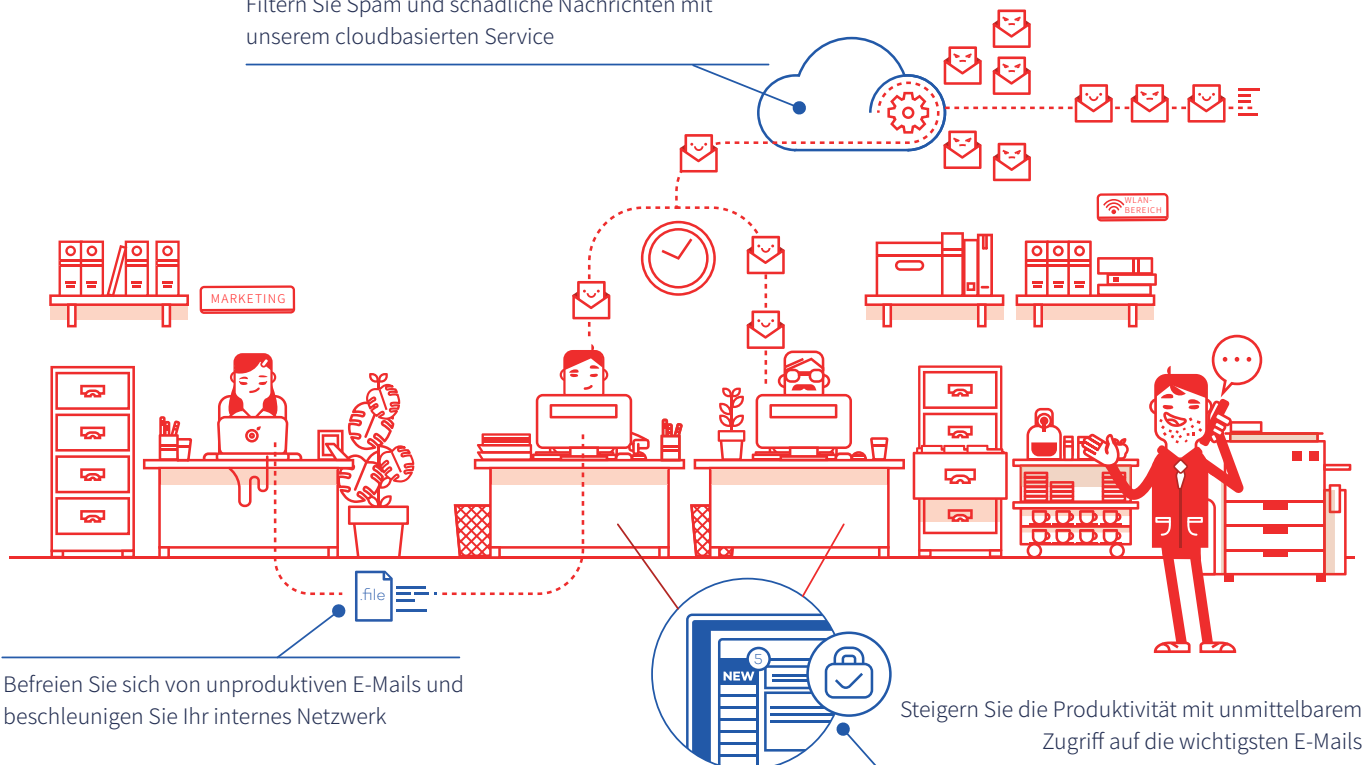 Filtern Sie Spam und schädliche Nachrichten mit
unserem cloudbasierten Service
WLAN-
BEREICH
MARKETING
.file
5
NEW
Befreien Sie sich von unproduktiven E-Mails und
beschleunigen Sie Ihr internes Netzwerk
Steigern Sie die Produktivität mit unmittelbarem
Zugriff auf die wichtigsten E-Mails